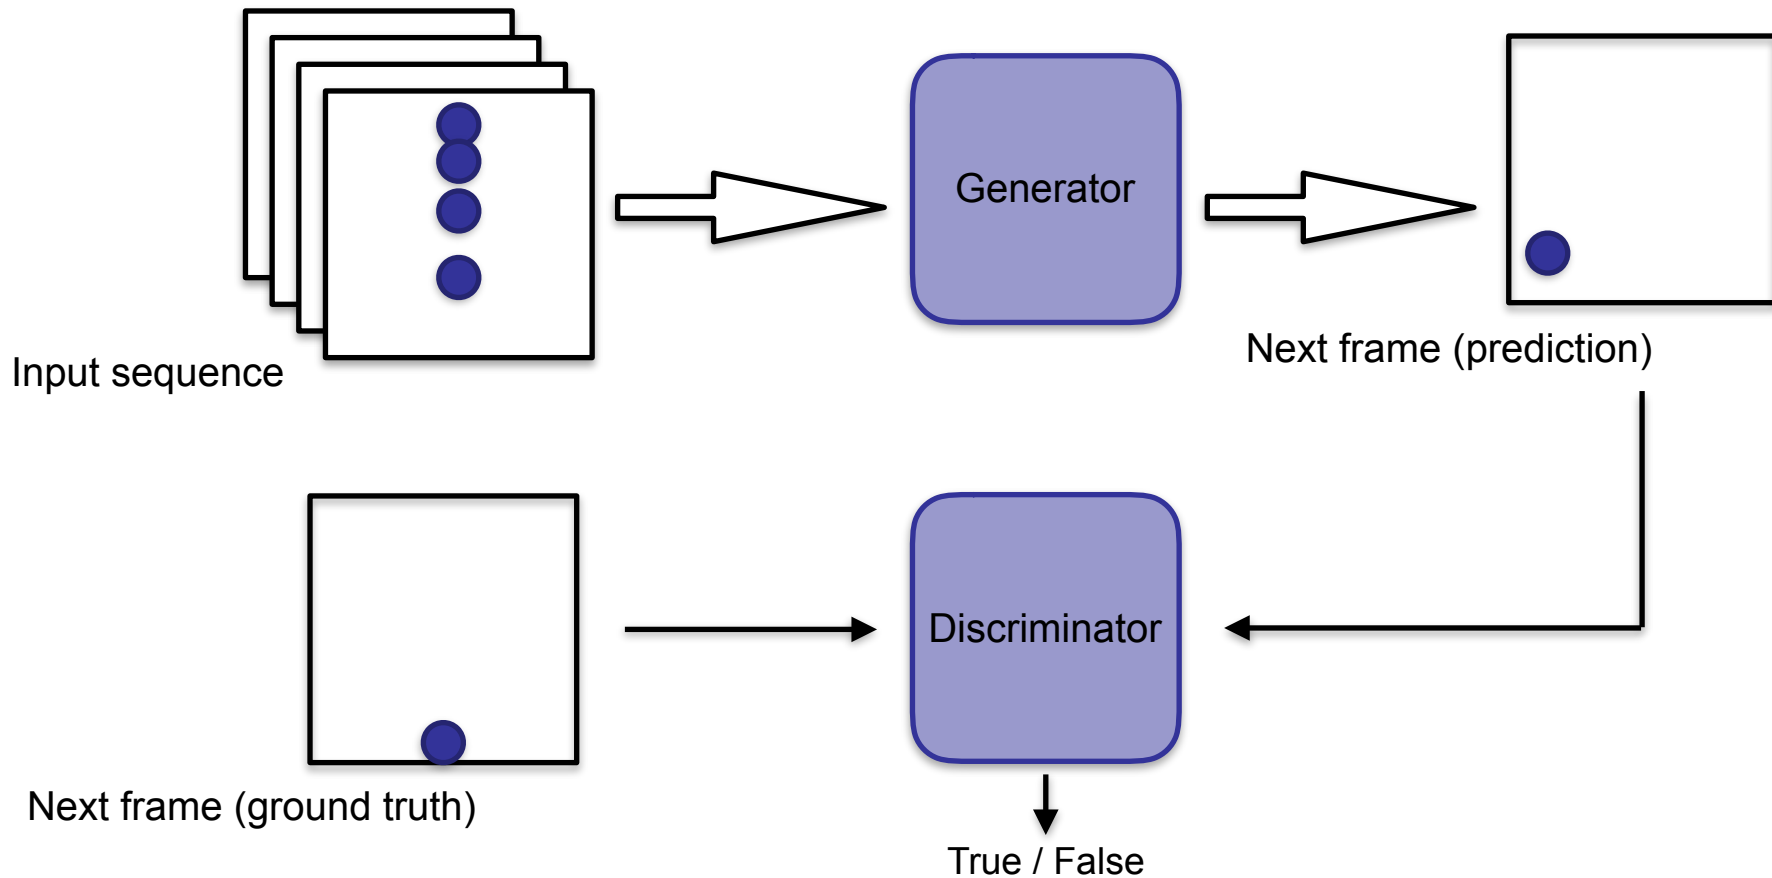 Generator
Next frame (prediction)
Input sequence
Discriminator
Next frame (ground truth)
True / False